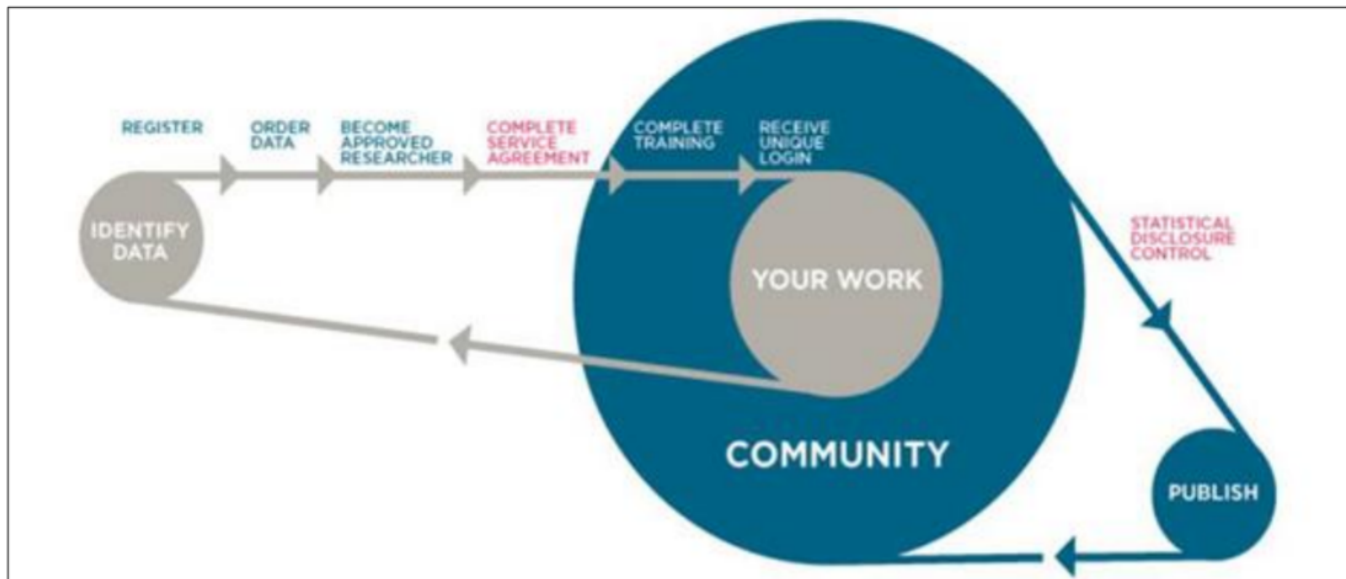 REGISTER
ORDER
DATA
BECOME
APPROVED
RESEARCHER
COMPLETE
SERVICE
AGREEMENT
COMPLETE
TRAINING
RECEIVE
UNIQUE
LOGIN
IDENTIFY
DATA
YOUR WORK
STATISTICAL
DISCLOSURE
CONTROL
COMMUNITY
PUBLISH